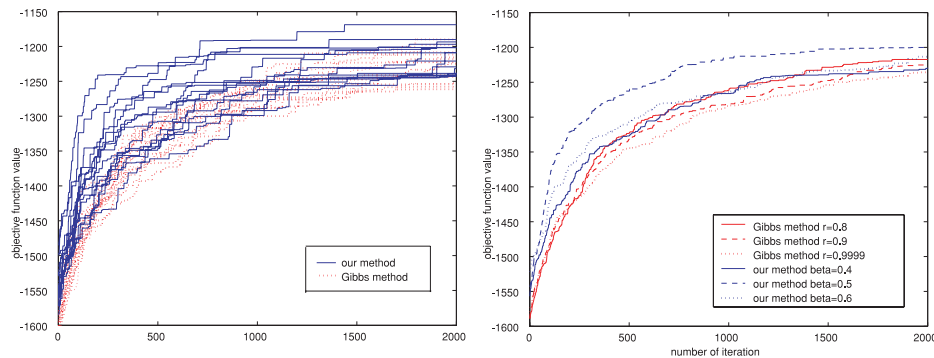 -1150
-1200
-1250
-1300
-1350
-1400
-1450
-1500
-1550
-1600
objective function value
0
500
1000
1500
2000
our method
Gibbs method
-1150
-1200
-1250
-1300
-1350
-1400
-1450
-1500
-1550
-1600
objective function value
0
500
1000
1500
2000
number of iteration
Gibbs method r=0.8
Gibbs method r=0.9
Gibbs method r=0.9999
our method beta=0.4
our method beta=0.5
our method beta=0.6